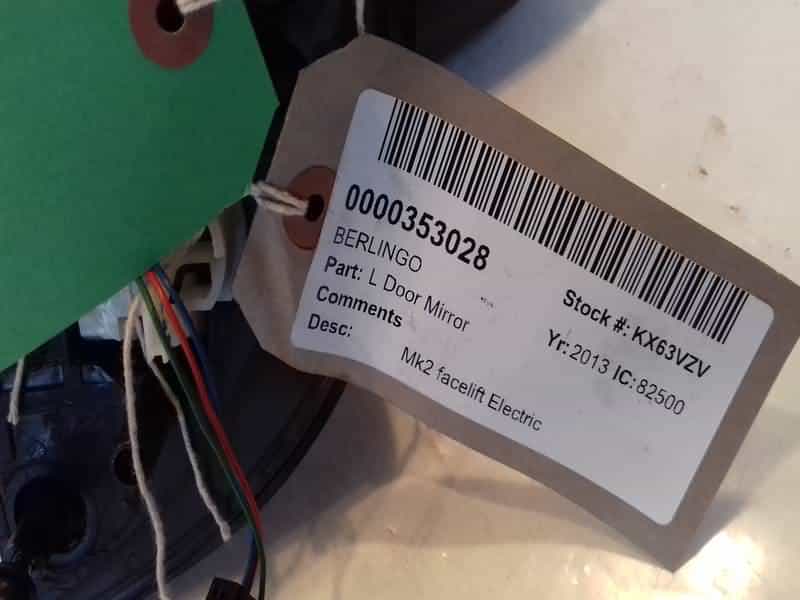 0000353028
BERLINGO
Stock #: KX63VZV
Part: L Door Mirror
Yr: 2013 IC: 82500
Comments
Desc:
Mk2 facelift Electric